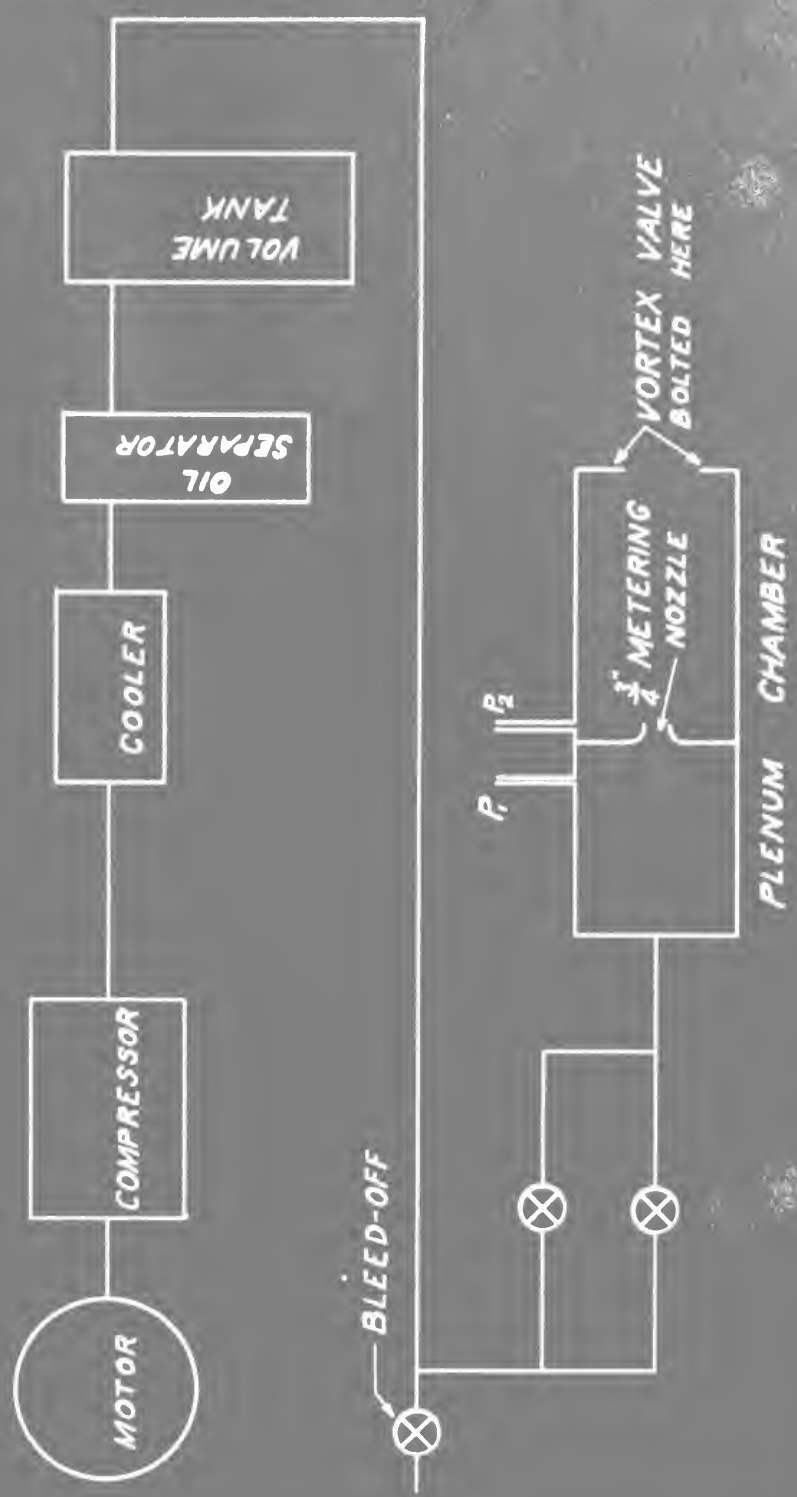 MOTOR
COMPRESSOR
COOLER
OIL
SEPARATOR
VOLUME
TANK
BLEED-OFF
P₁
P₂
3/4" METERING
NOZZLE
VORTEX VALVE
BOLTED HERE
PLENUM CHAMBER